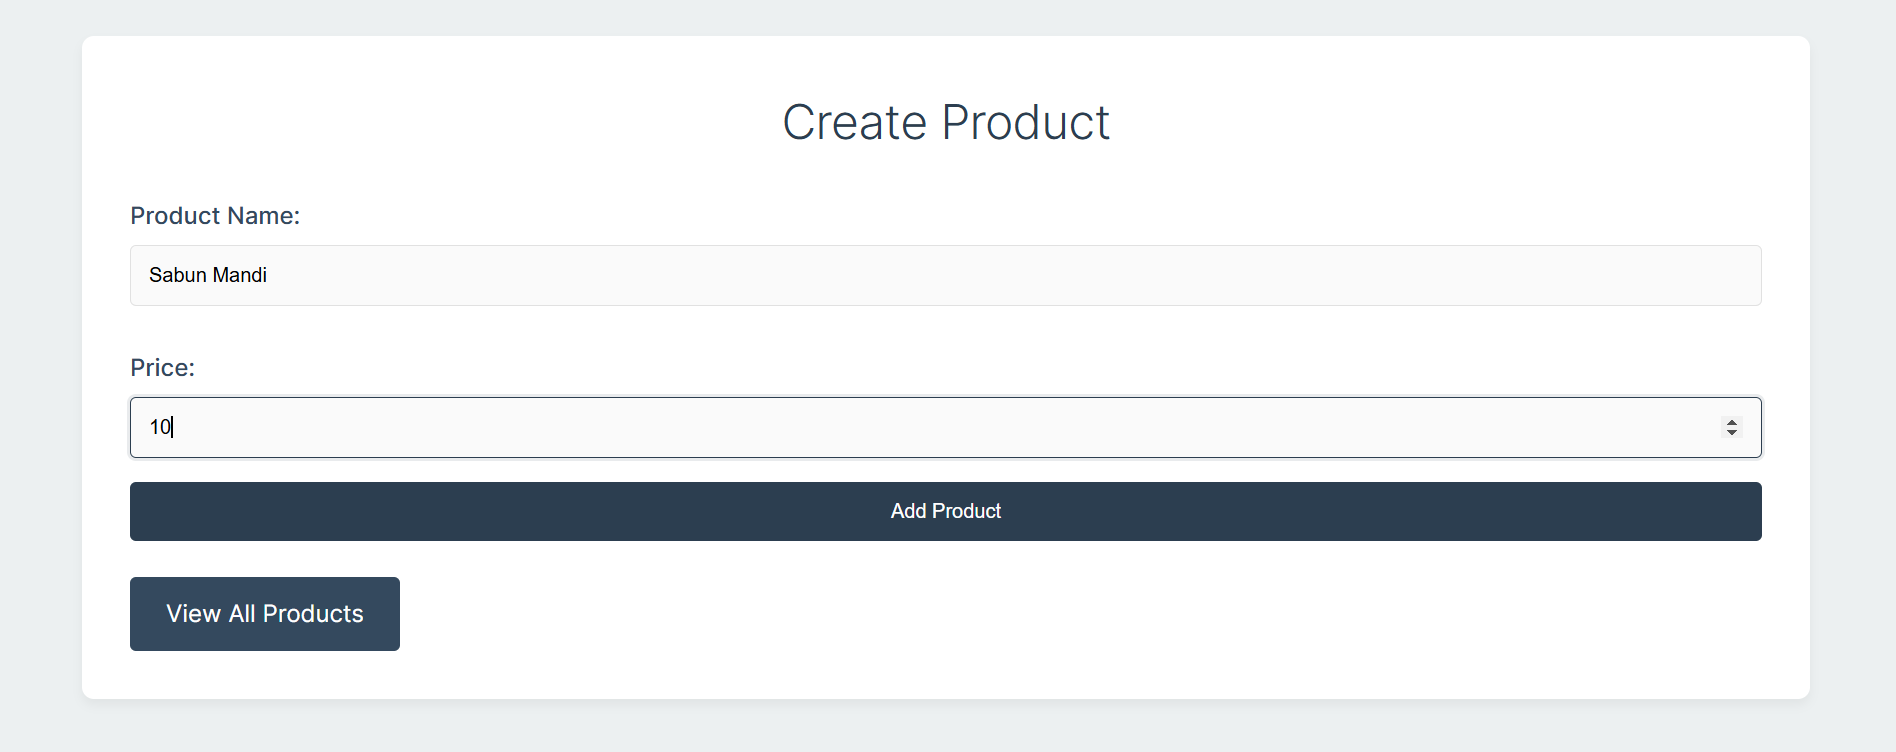 Create Product
Product Name:
Sabun Mandi
Price:
10
Add Product
View All Products